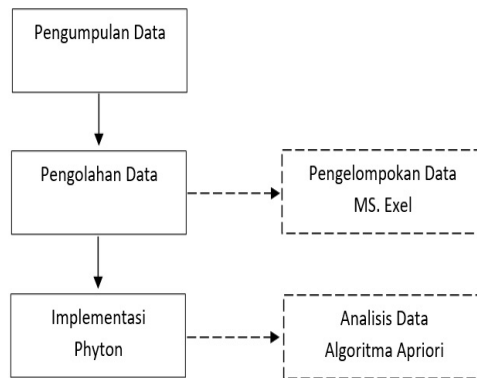 Pengumpulan Data
Pengolahan Data
Pengelompokan Data
MS. Exel
Implementasi
Phyton
Analisis Data
Algoritma Apriori